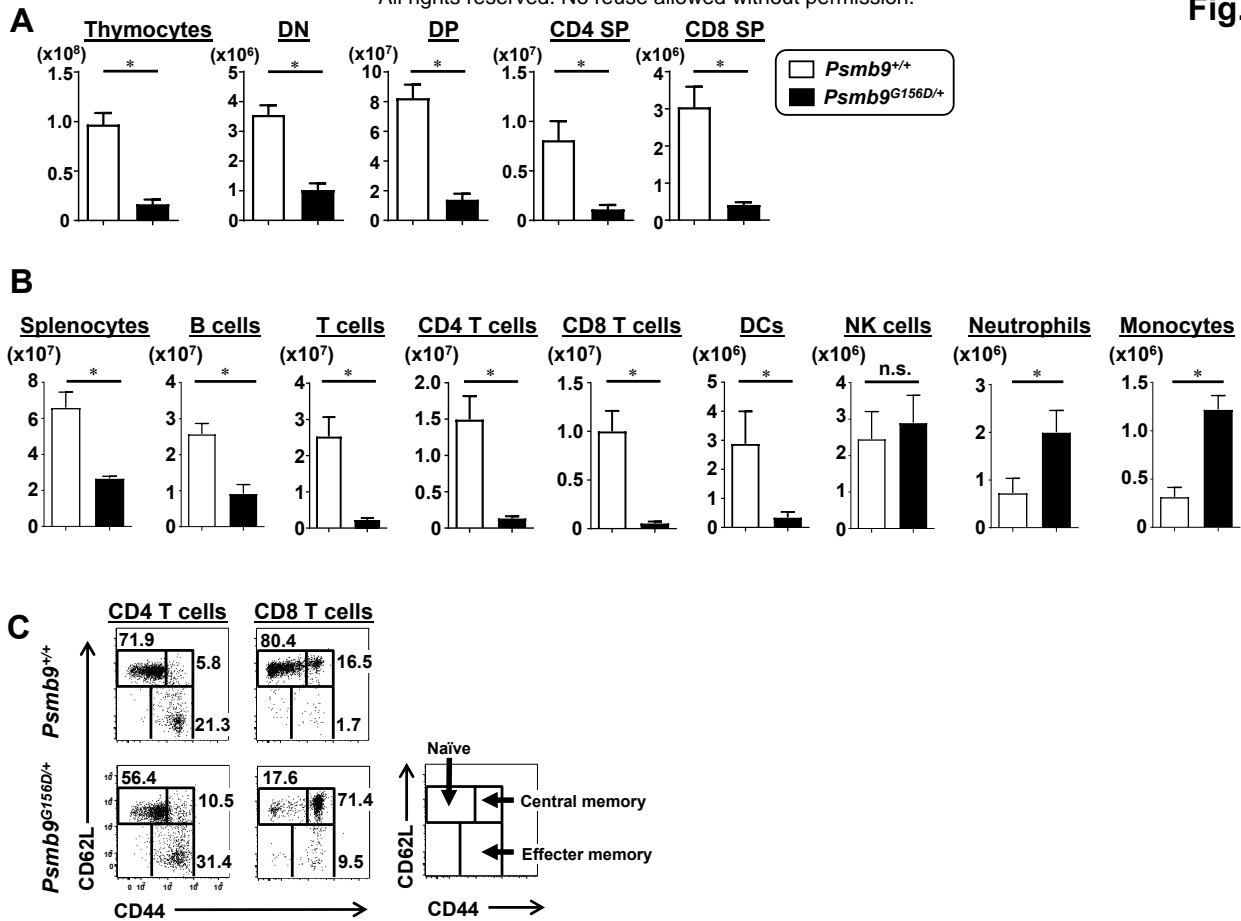 All rights reserved. No reuse allowed without permission.
Fig.
A
Thymocytes DN DP CD4 SP CD8 SP
(x10⁸) (x10⁶) (x10⁷) (x10⁷) (x10⁶)
* * * * *
1.5 1.0 0.5 0
5 4 3 2 1 0
10 8 6 4 2 0
1.5 1.0 0.5 0
4 3 2 1 0
Psmb9+/+
Psmb9G156D/+
B
Splenocytes B cells T cells CD4 T cells CD8 T cells DCs NK cells Neutrophils Monocytes
(x10⁷) (x10⁷) (x10⁷) (x10⁷) (x10⁷) (x10⁶) (x10⁶) (x10⁶) (x10⁶)
* * * * * * n.s. * *
8 6 4 2 0
4 3 2 1 0
4 3 2 1 0
2.0 1.5 1.0 0.5 0
1.5 1.0 0.5 0
5 4 3 2 1 0
4 3 2 1 0
3 2 1 0
1.5 1.0 0.5 0
C
CD4 T cells CD8 T cells
Psmb9+/+
71.9 5.8 21.3
80.4 16.5 1.7
Psmb9G156D/+
56.4 10.5 31.4
17.6 71.4 9.5
CD62L
CD44
Naïve
Central memory
Effecter memory
CD62L
CD44